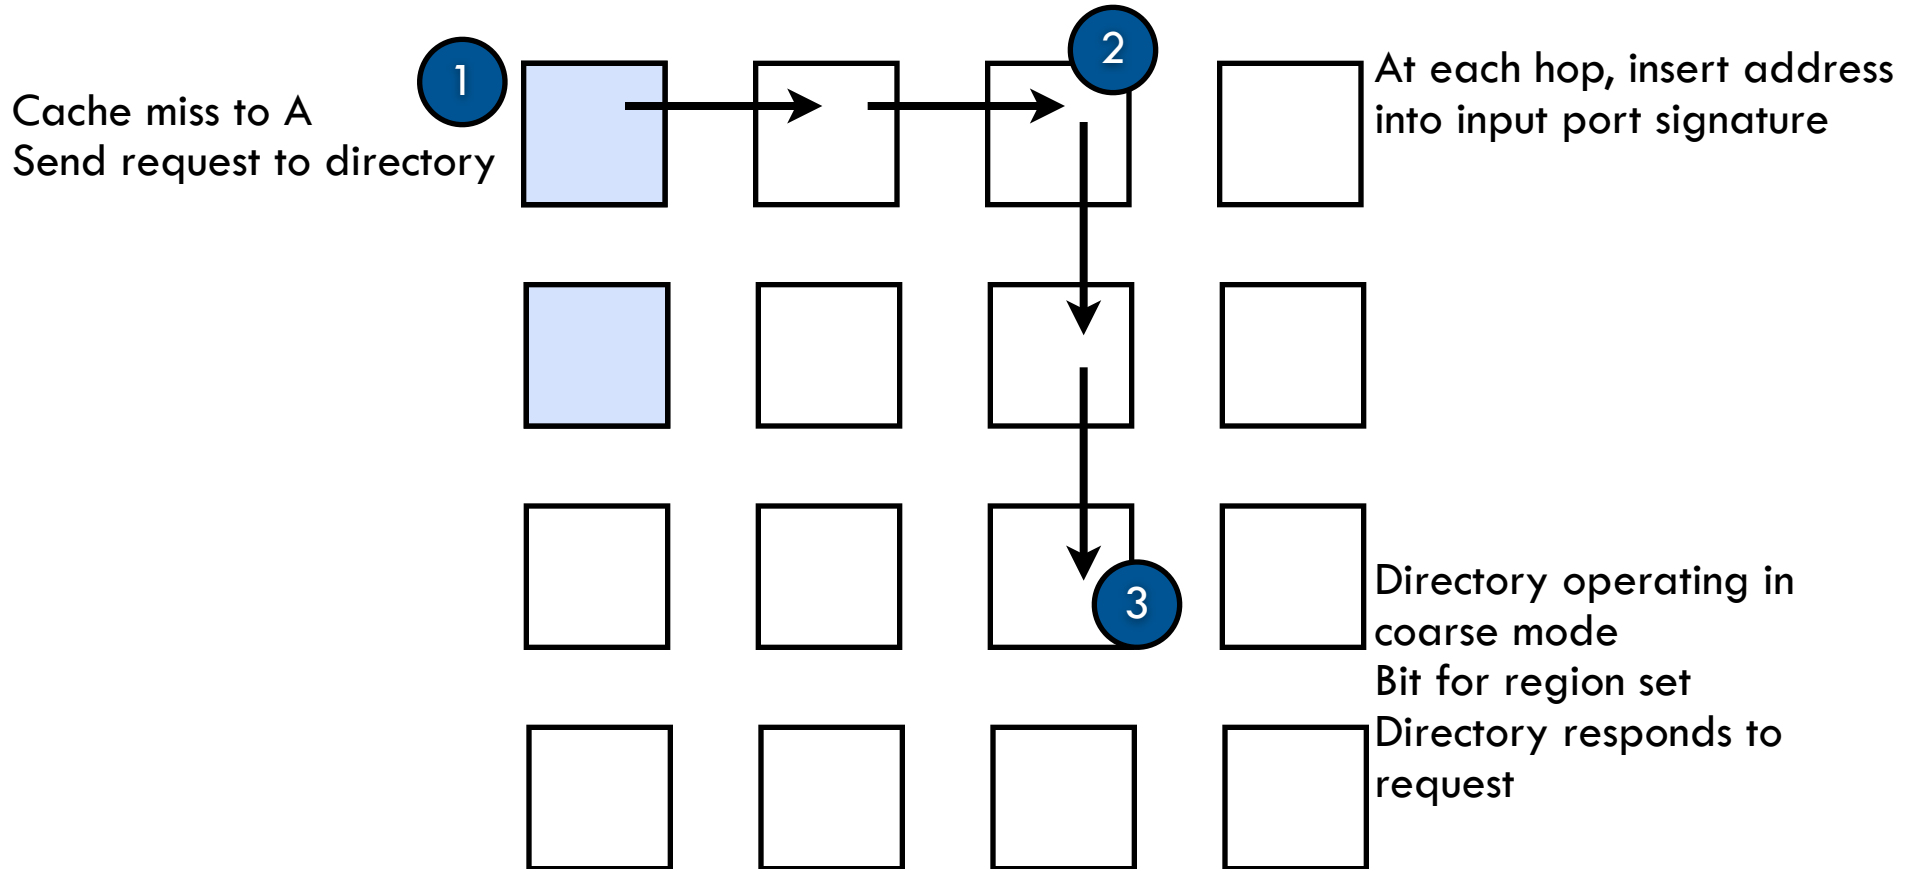 1
Cache miss to A
Send request to directory
2
At each hop, insert address
into input port signature
3
Directory operating in
coarse mode
Bit for region set
Directory responds to
request